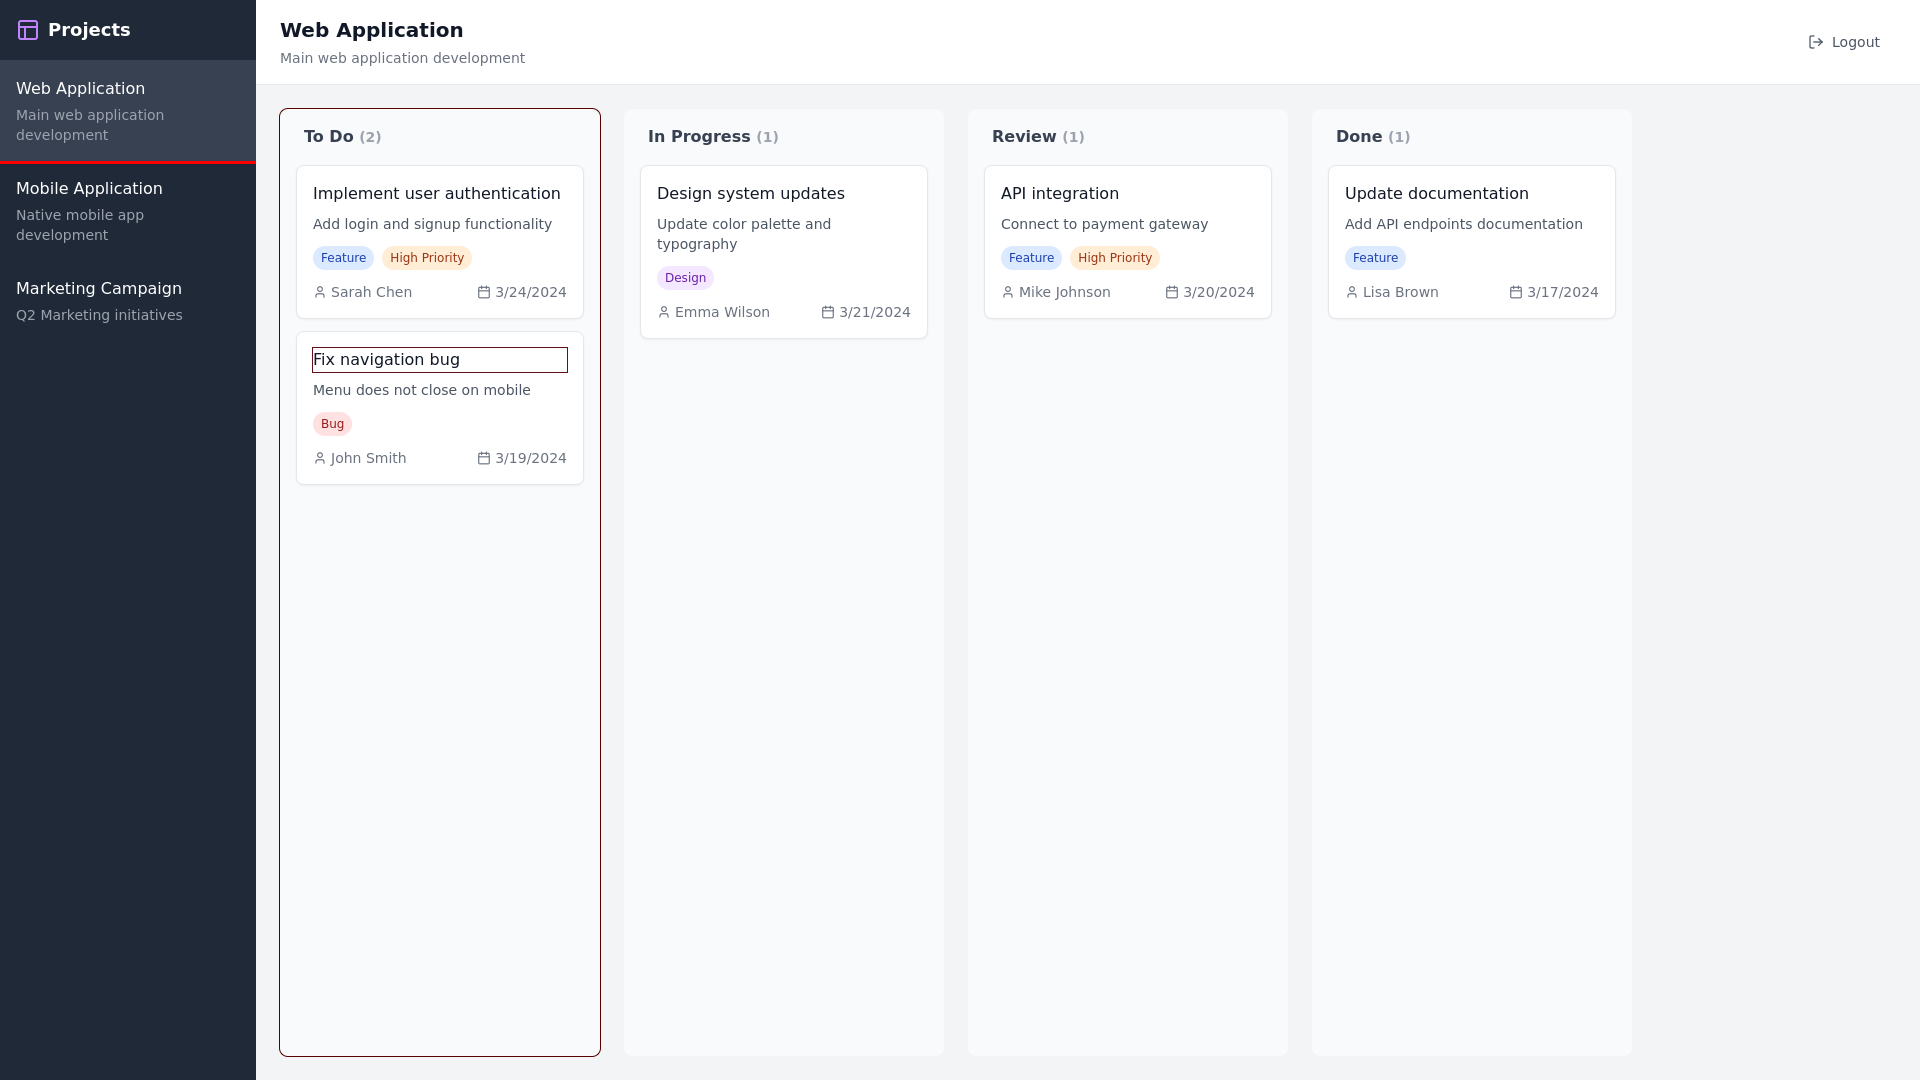 Projects
Web Application
Main web application
development
Mobile Application
Native mobile app
development
Marketing Campaign
Q2 Marketing initiatives
Web Application
Main web application development
Logout
To Do (2)
Implement user authentication
Add login and signup functionality
Feature High Priority
Sarah Chen 3/24/2024
Fix navigation bug
Menu does not close on mobile
Bug
John Smith 3/19/2024
In Progress (1)
Design system updates
Update color palette and
typography
Design
Emma Wilson 3/21/2024
Review (1)
API integration
Connect to payment gateway
Feature High Priority
Mike Johnson 3/20/2024
Done (1)
Update documentation
Add API endpoints documentation
Feature
Lisa Brown 3/17/2024